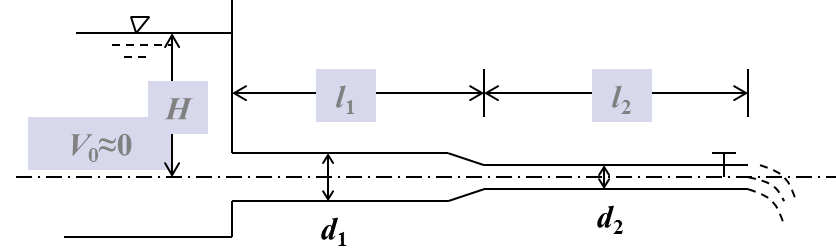 l₁
l₂
H
V₀≈0
d₁
d₂